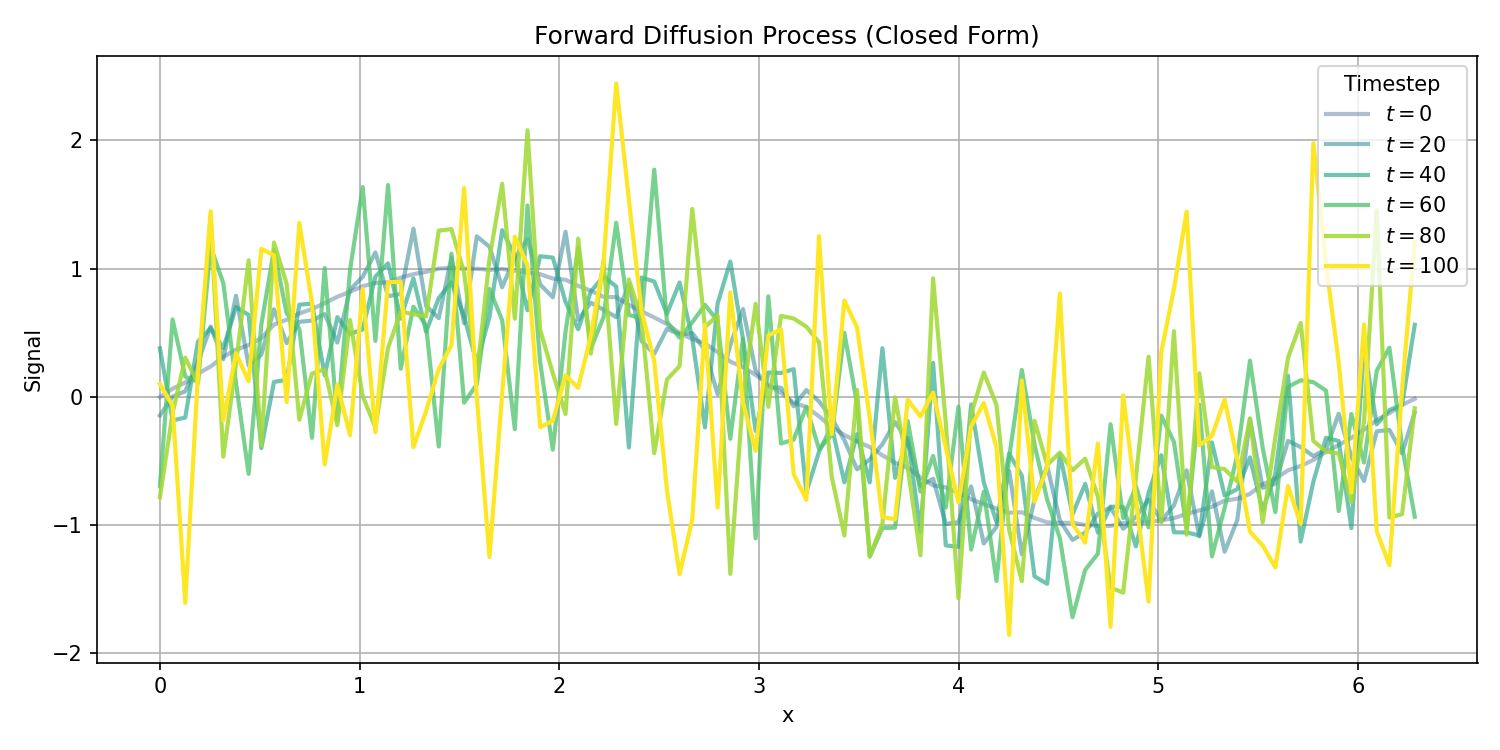 Forward Diffusion Process (Closed Form)
Signal
2
1
0
−1
−2
0 1 2 3 4 5 6
x
Timestep
t = 0
t = 20
t = 40
t = 60
t = 80
t = 100